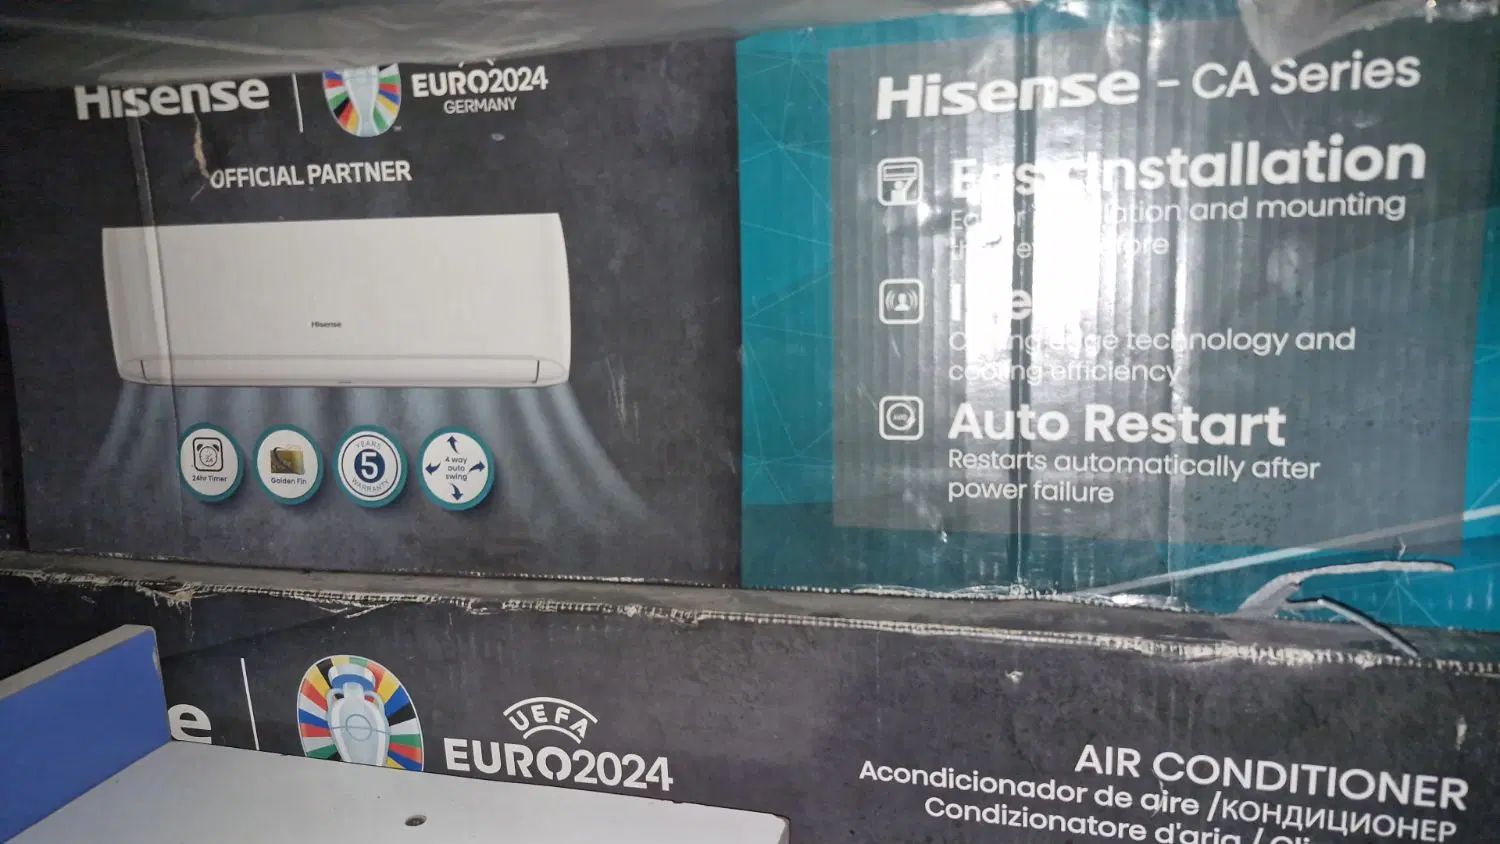 Hisense
EURO2024
GERMANY
OFFICIAL PARTNER
Hisense
24hr Timer
Golden Fin
YEARS
5
WARRANTY
4 way
auto
swing
Hisense - CA Series
Installation
and mounting
technology and
cooling efficiency
Auto Restart
Restarts automatically after
power failure
UEFA
EURO2024
AIR CONDITIONER
Acondicionador de aire /КОНДИЦИОНЕР
Condizionatore d'aria /